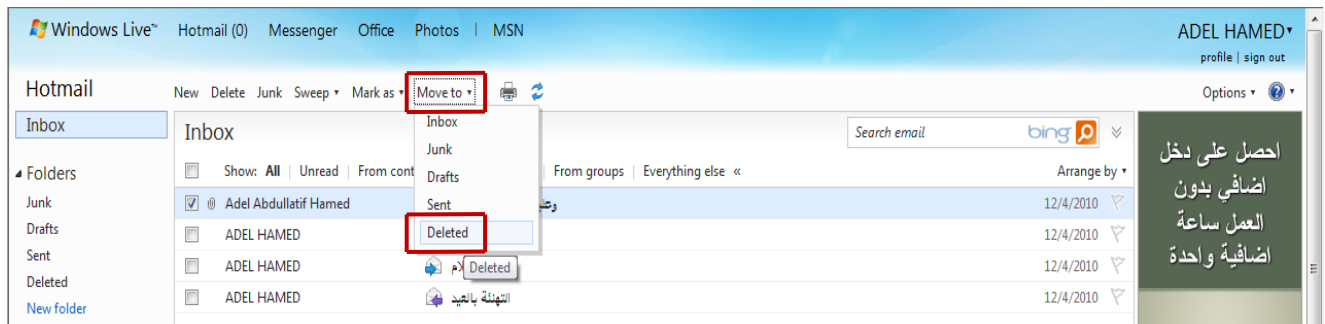 Windows Live™ Hotmail (0) Messenger Office Photos | MSN ADEL HAMED
profile | sign out
Hotmail New Delete Junk Sweep Mark as Move to Options
Inbox
Inbox Search email bing
Folders
Show: All | Unread | From cont | From groups | Everything else « Arrange by
Inbox
Junk
Drafts
Sent
Deleted
Deleted
Junk
Drafts
Sent
Deleted
New folder
Adel Abdullatif Hamed 12/4/2010
ADEL HAMED 12/4/2010
ADEL HAMED 12/4/2010
ADEL HAMED التهنئة بالعيد 12/4/2010
احصل على دخل
اضافي بدون
العمل ساعة
اضافية واحدة